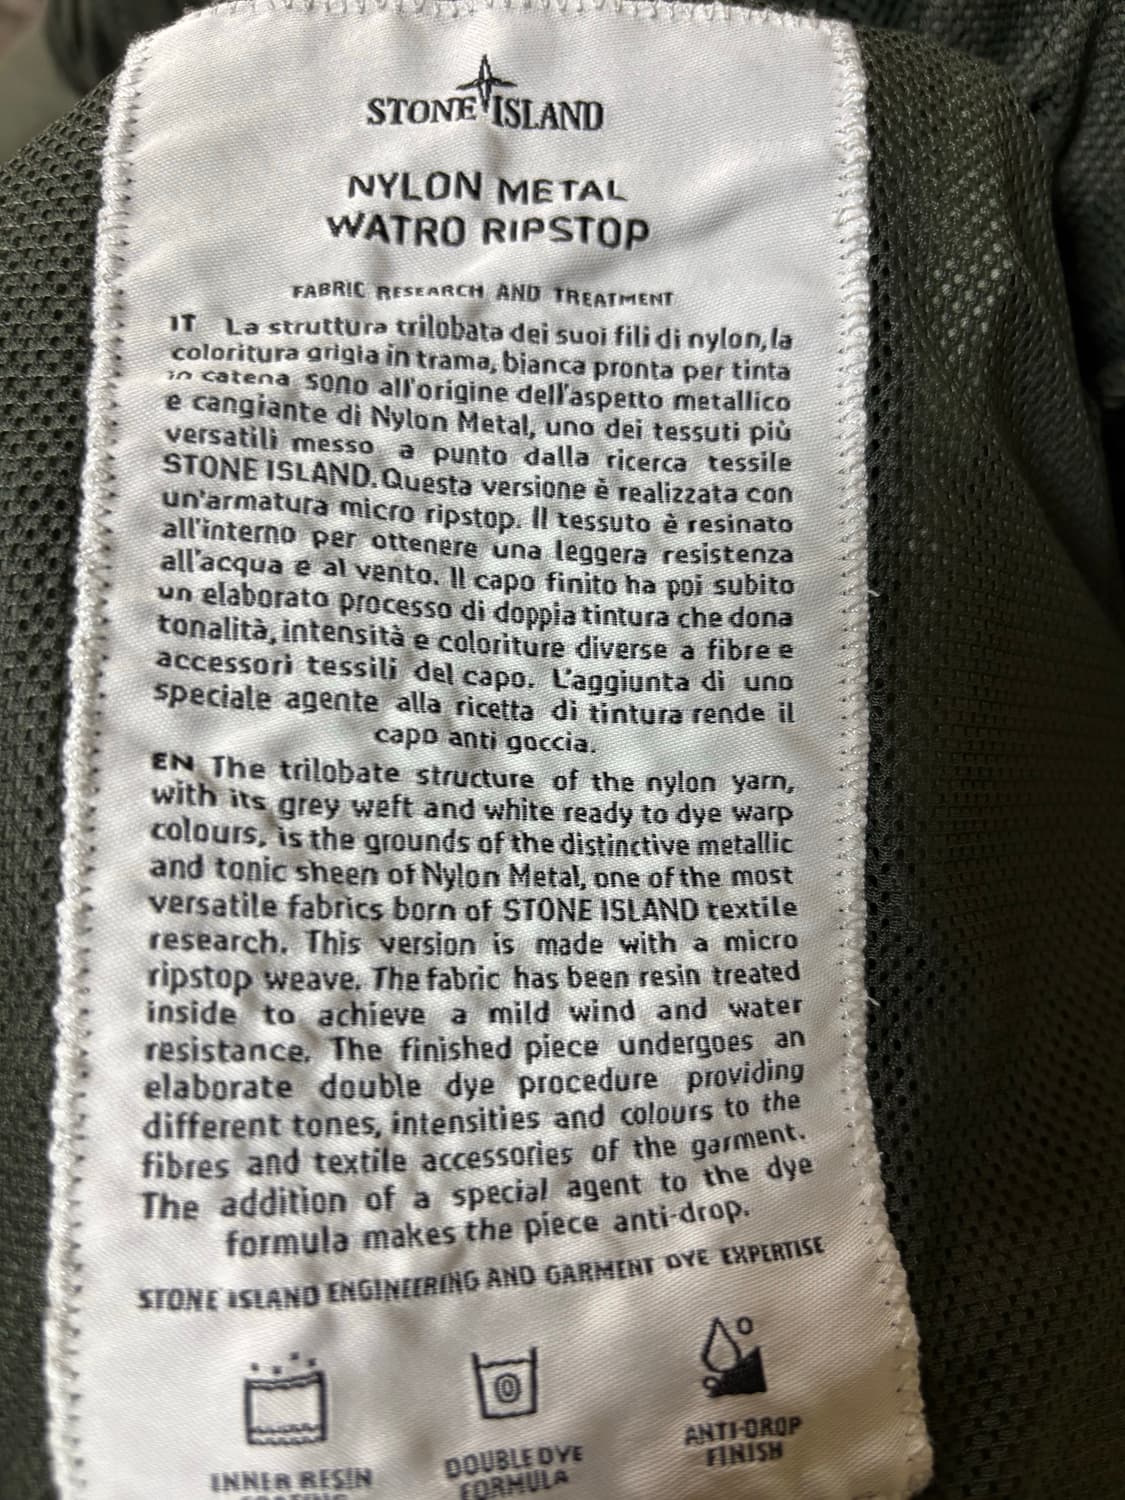 STONE ISLAND
NYLON METAL
WATRO RIPSTOP
FABRIC RESEARCH AND TREATMENT
IT La struttura trilobata dei suoi fili di nylon, la
coloritura grigia in trama, bianca pronta per tinta
in catena sono all'origine dell'aspetto metallico
e cangiante di Nylon Metal, uno dei tessuti più
versatili messo a punto dalla ricerca tessile
STONE ISLAND. Questa versione è realizzata con
un'armatura micro ripstop. Il tessuto è resinato
all'interno per ottenere una leggera resistenza
all'acqua e al vento. Il capo finito ha poi subito
un elaborato processo di doppia tintura che dona
tonalità, intensità e coloriture diverse a fibre e
accessori tessili del capo. L'aggiunta di uno
speciale agente alla ricetta di tintura rende il
capo anti goccia.
EN The trilobate structure of the nylon yarn,
with its grey weft and white ready to dye warp
colours, is the grounds of the distinctive metallic
and tonic sheen of Nylon Metal, one of the most
versatile fabrics born of STONE ISLAND textile
research. This version is made with a micro
ripstop weave. The fabric has been resin treated
inside to achieve a mild wind and water
resistance. The finished piece undergoes an
elaborate double dye procedure providing
different tones, intensities and colours to the
fibres and textile accessories of the garment.
The addition of a special agent to the dye
formula makes the piece anti-drop.
STONE ISLAND ENGINEERING AND GARMENT DYE EXPERTISE
INNER RESIN
DOUBLE DYE
FORMULA
ANTI-DROP
FINISH